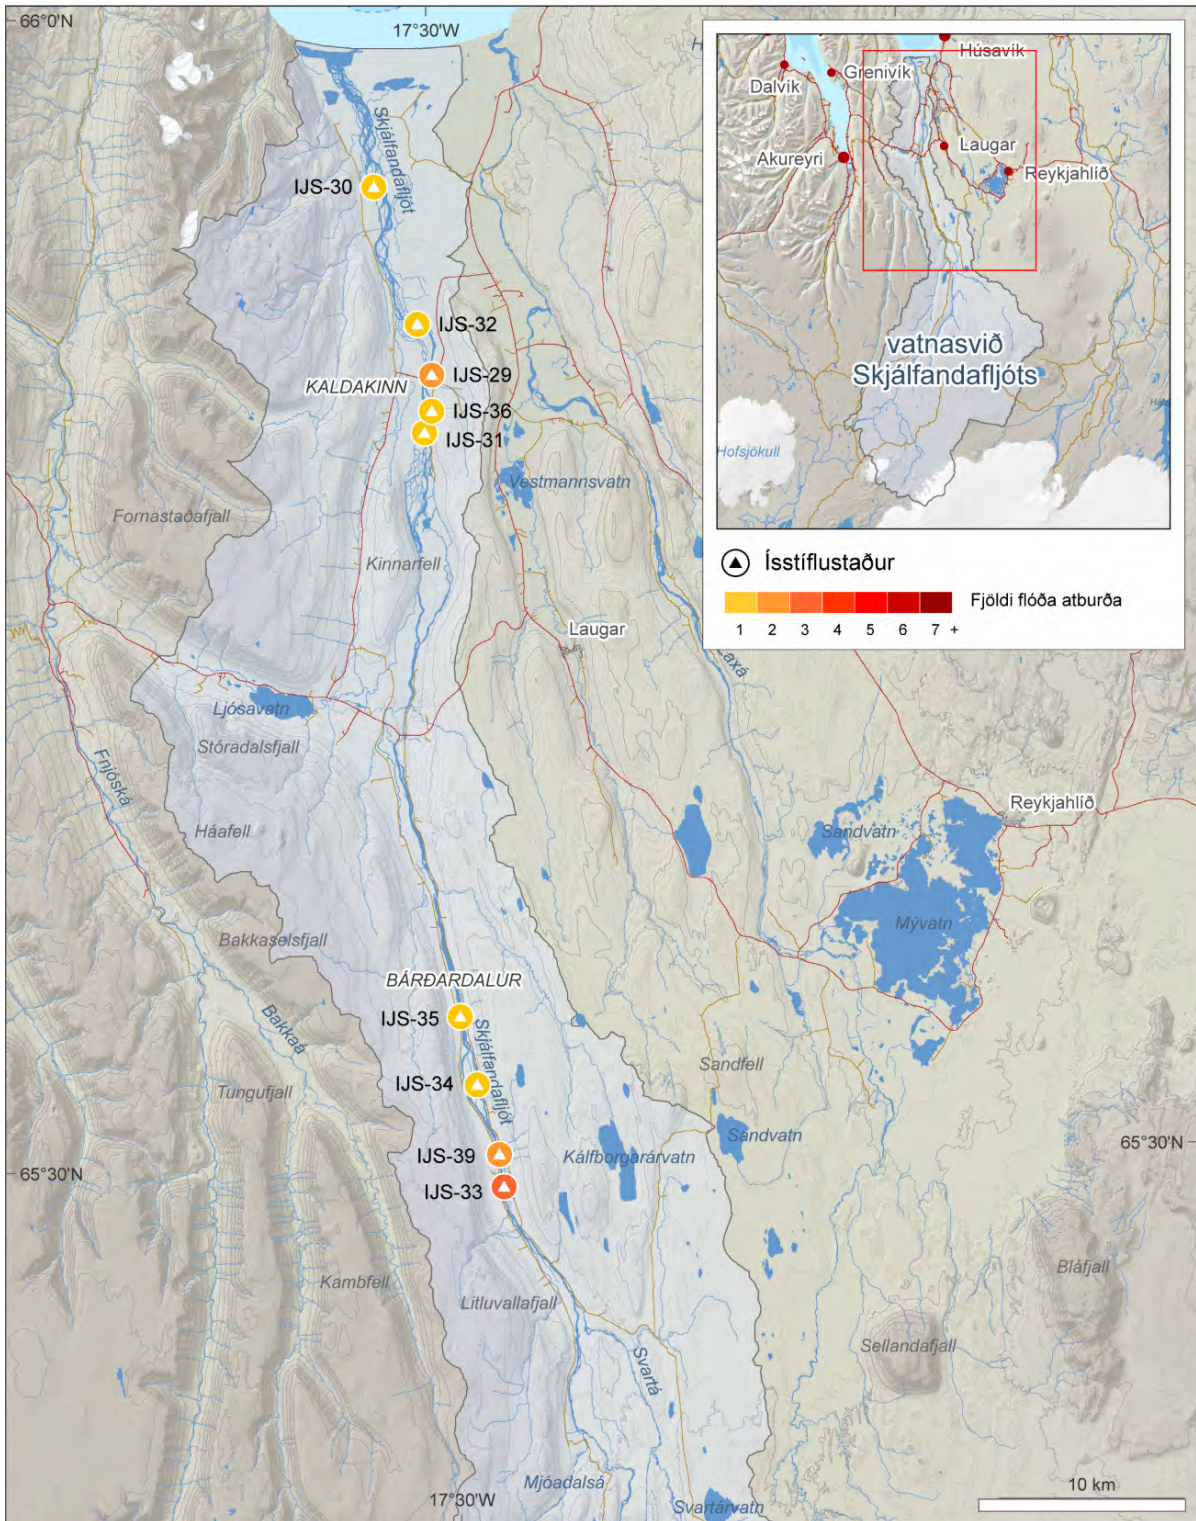 66°0'N
17°30'W
Húsavík
Grenivík
Dalvík
Laugar
Akureyri
Reykjahlíð
vatnasvið
Skjálfandafljóts
Hofsjökull
Ísstíflustaður
Fjöldi flóða atburða
1 2 3 4 5 6 7 +
Skjálfandafljót
IJS-30
IJS-32
IJS-29
KALDAKINN
IJS-36
IJS-31
Vestmannsvatn
Fornastaðafjall
Kinnarfell
Laugar
Laxá
Ljósavatn
Stóradalsfjall
Fnjóská
Háafell
Reykjahlíð
Sandvatn
Mývatn
Bakkaselsfjall
BÁRÐARDALUR
IJS-35
Bakkaá
Skjálfandafljót
Sandfell
IJS-34
Tungufjall
Sandvatn
65°30'N
IJS-39
Kálfborgarárvatn
65°30'N
IJS-33
Kambfell
Litluvallafjall
Bláfjall
Sellandafjall
Svartá
Mjóadalsá
10 km
17°30'W
Svartárvatn